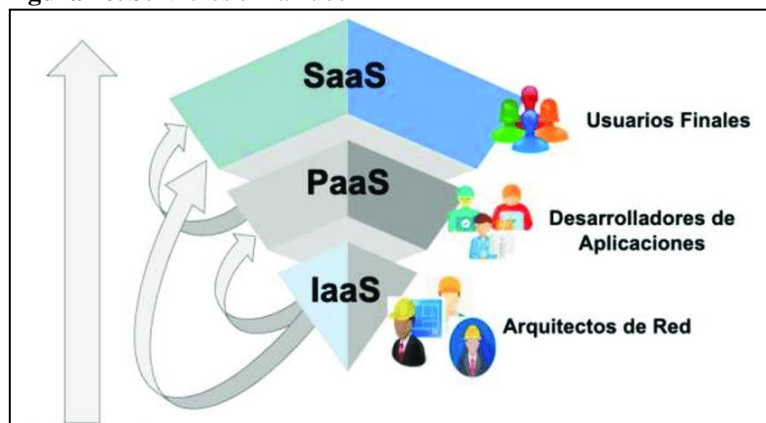 SaaS
Usuarios Finales
PaaS
Desarrolladores de
Aplicaciones
IaaS
Arquitectos de Red